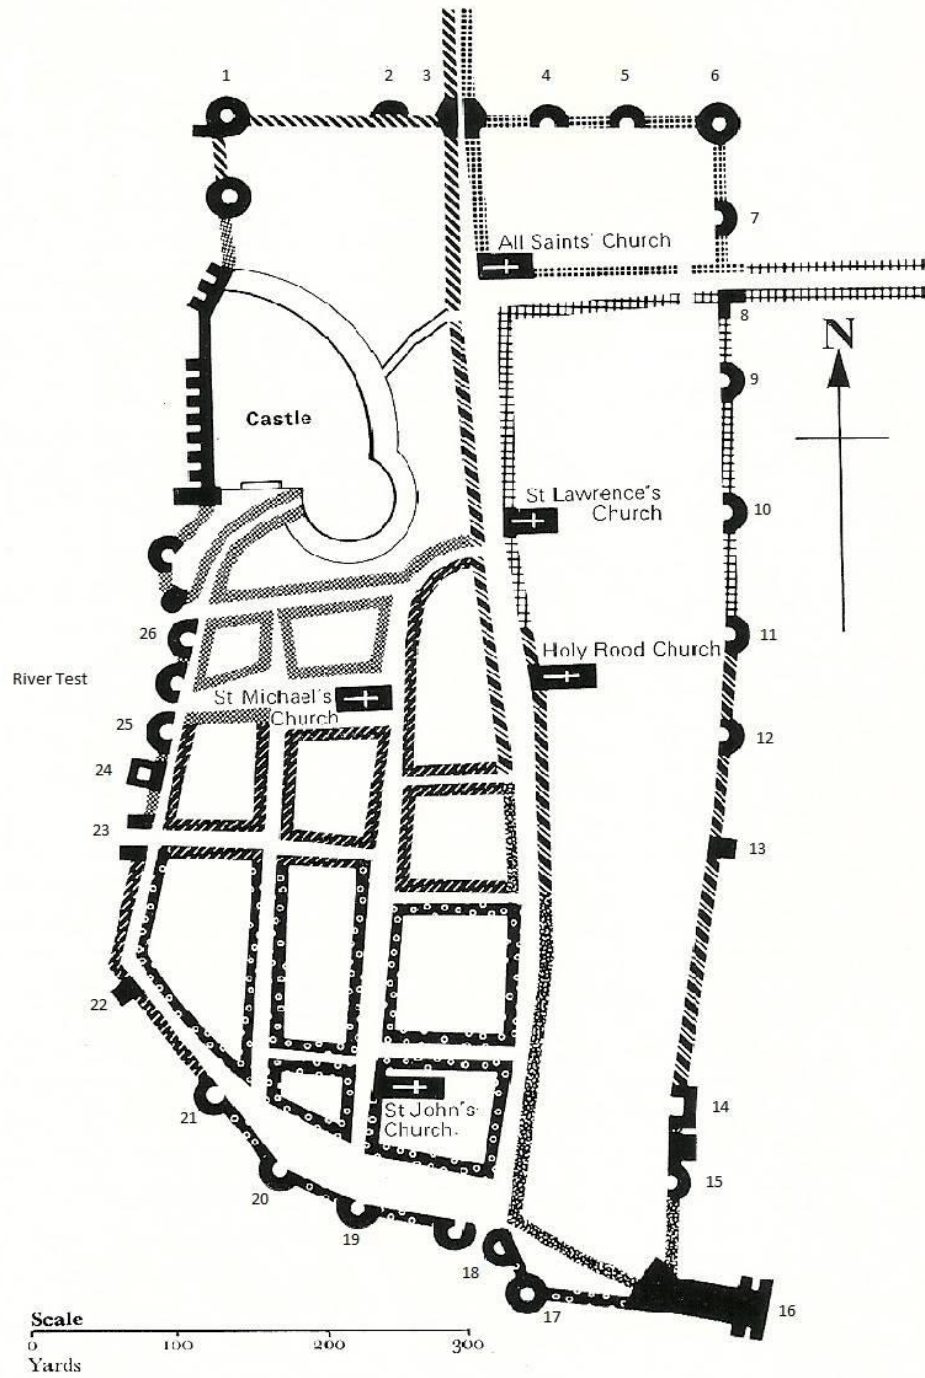 1
2
3
4
5
6
7
All Saints' Church
8
N
9
Castle
St Lawrence's
Church
10
26
11
Holy Rood Church
River Test
St Michael's
Church
25
12
24
23
13
22
14
21
St John's
Church.
15
20
19
18
17
16
Scale
0 100 200 300
Yards